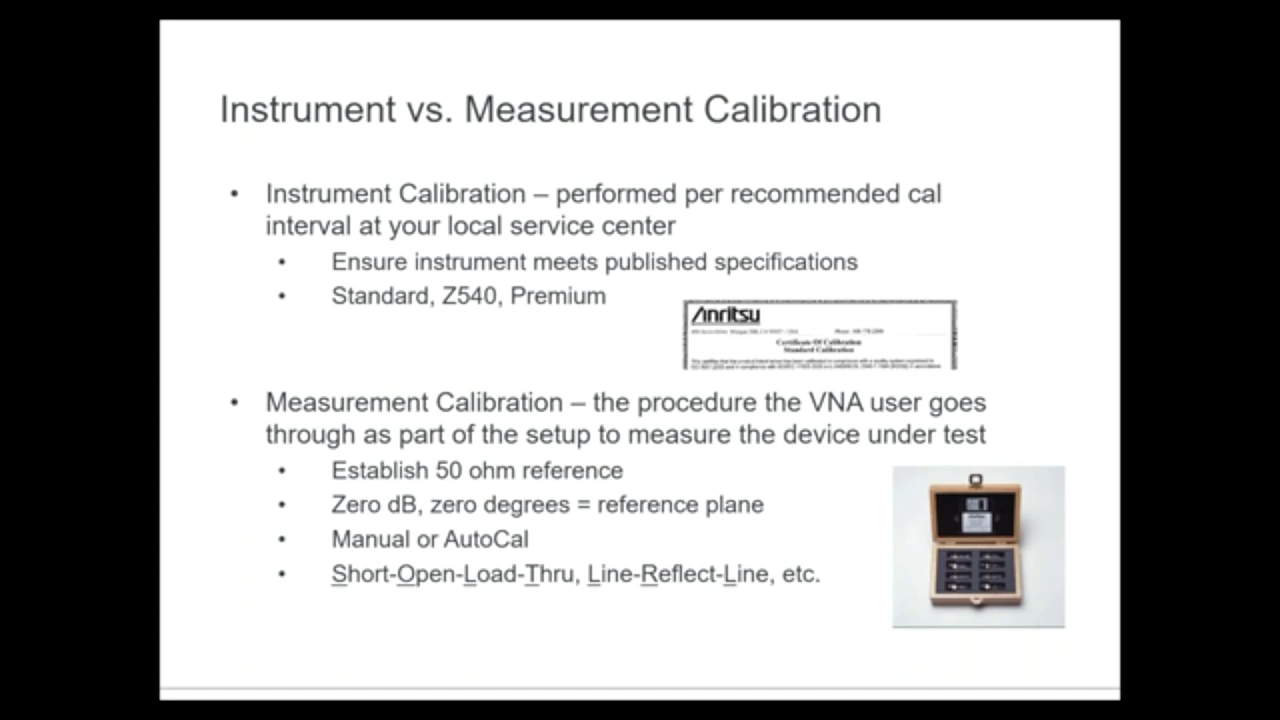 Instrument vs. Measurement Calibration
• Instrument Calibration – performed per recommended cal
interval at your local service center
• Ensure instrument meets published specifications
• Standard, Z540, Premium
Anritsu
Certificate Of Calibration
Standard Calibration
• Measurement Calibration – the procedure the VNA user goes
through as part of the setup to measure the device under test
• Establish 50 ohm reference
• Zero dB, zero degrees = reference plane
• Manual or AutoCal
• Short-Open-Load-Thru, Line-Reflect-Line, etc.